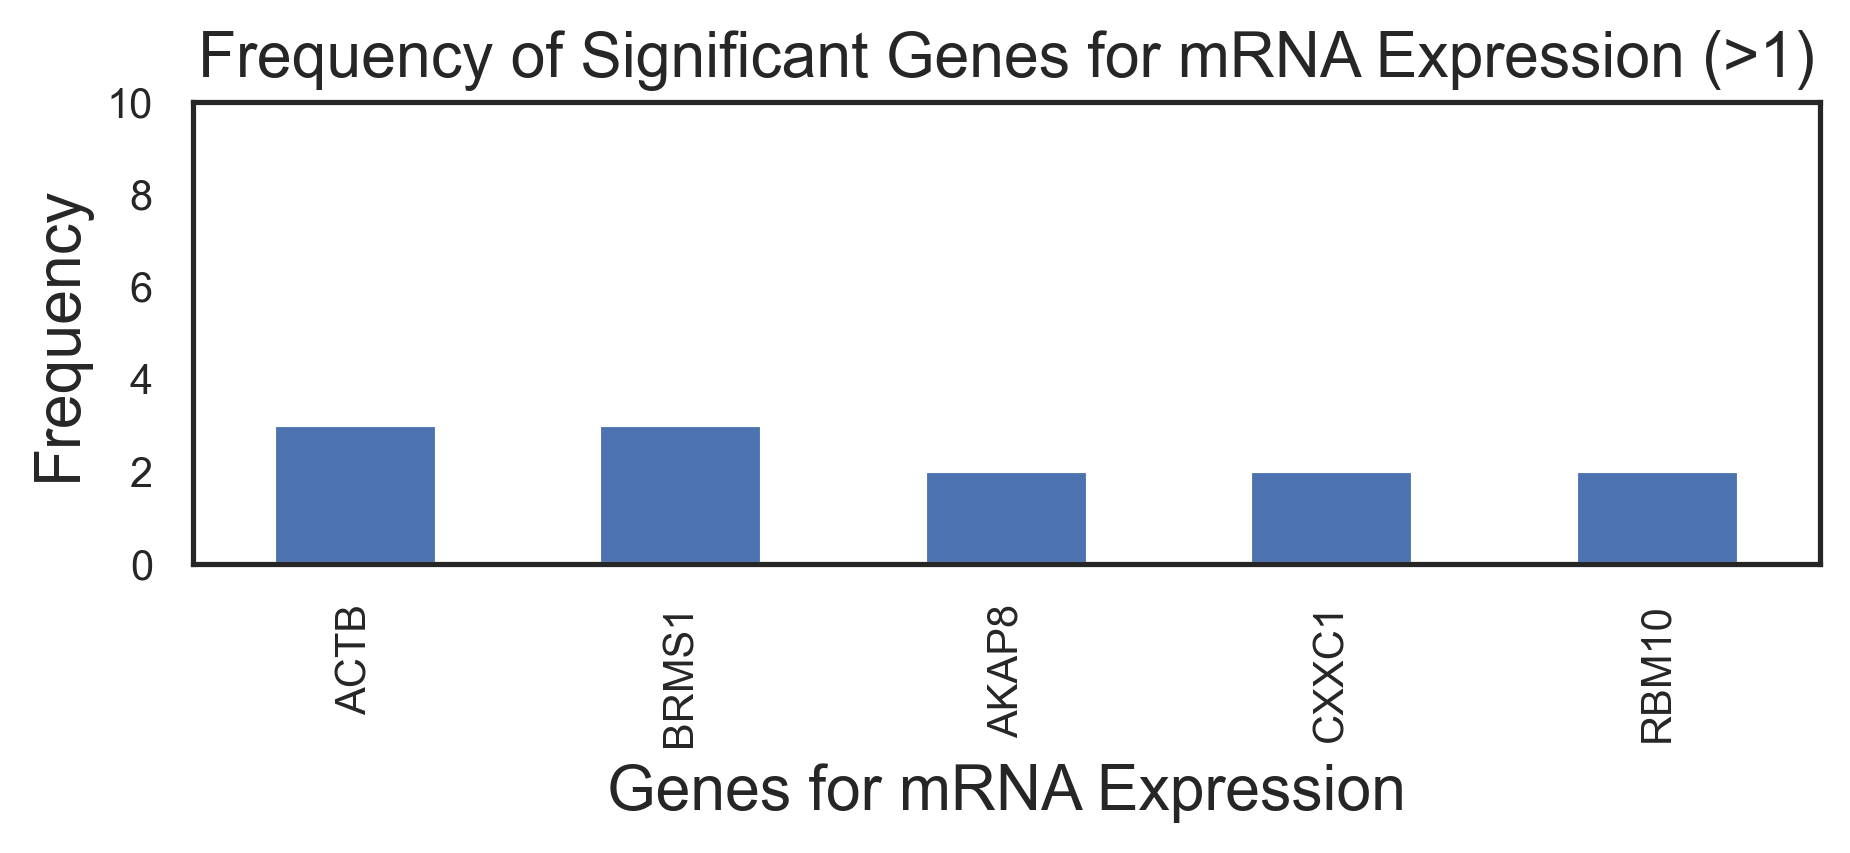 Frequency of Significant Genes for mRNA Expression (>1)
Frequency
10
8
6
4
2
0
ACTB
BRMS1
AKAP8
CXXC1
RBM10
Genes for mRNA Expression